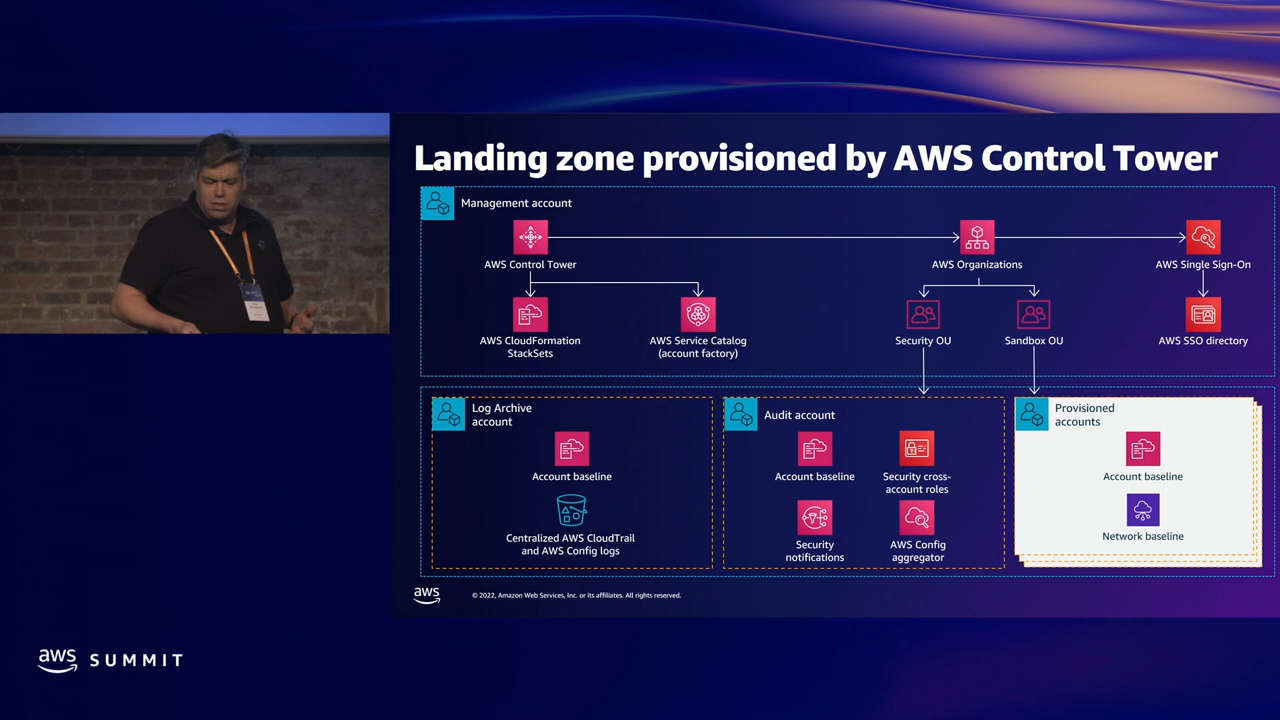 Landing zone provisioned by AWS Control Tower
Management account
AWS Control Tower
AWS Organizations
AWS Single Sign-On
AWS CloudFormation
StackSets
AWS Service Catalog
(account factory)
Security OU
Sandbox OU
AWS SSO directory
Log Archive
account
Account baseline
Centralized AWS CloudTrail
and AWS Config logs
Audit account
Account baseline
Security cross-
account roles
Security
notifications
AWS Config
aggregator
Provisioned
accounts
Account baseline
Network baseline
aws
© 2022, Amazon Web Services, Inc. or its affiliates. All rights reserved.
aws SUMMIT